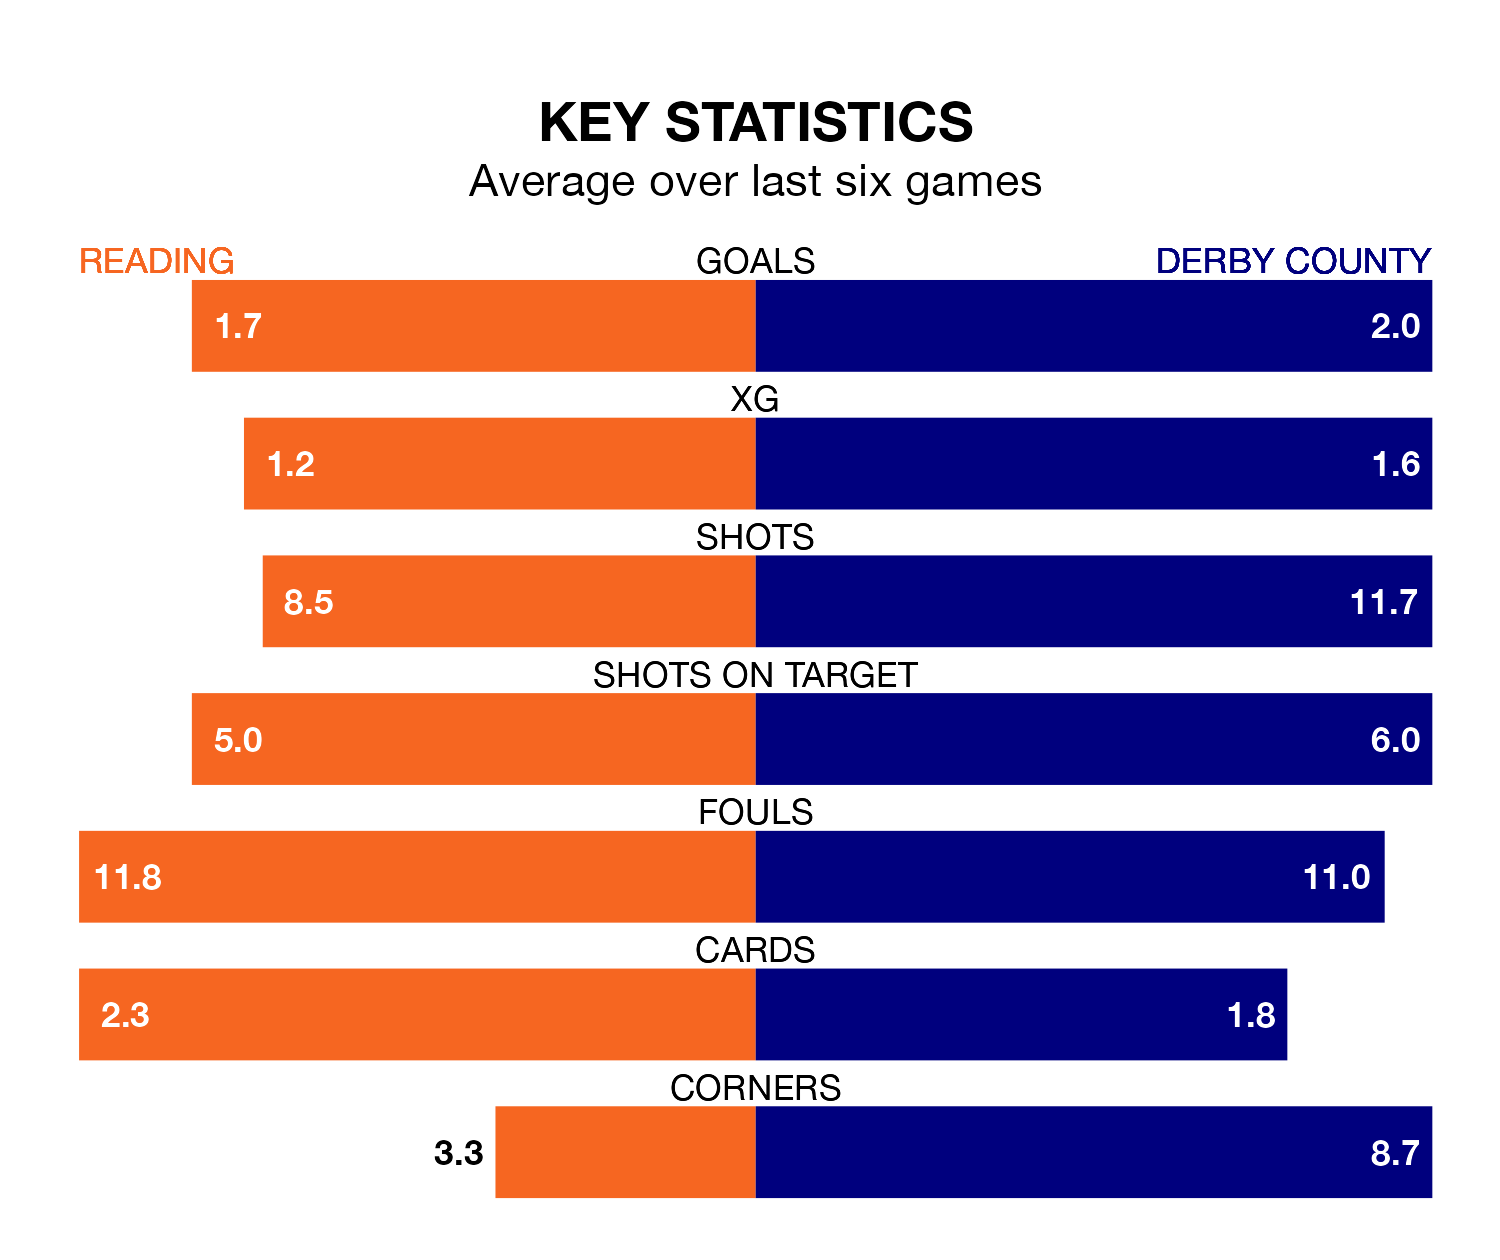 KEY STATISTICS
Average over last six games
READING GOALS DERBY COUNTY
1.7 2.0
XG
1.2 1.6
SHOTS
8.5 11.7
SHOTS ON TARGET
5.0 6.0
FOULS
11.8 11.0
CARDS
2.3 1.8
CORNERS
3.3 8.7